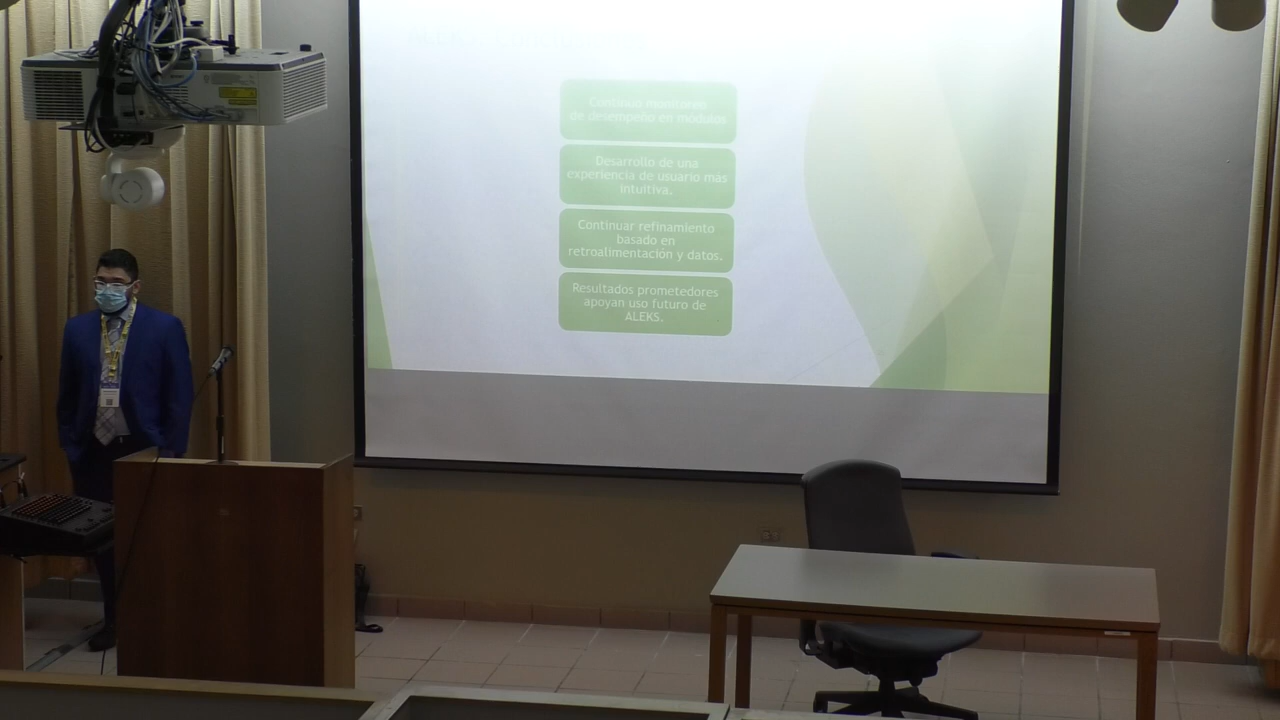 Continuo monitoreo
de desempeño en módulos
Desarrollo de una
experiencia de usuario más
intuitiva.
Continuar refinamiento
basado en
retroalimentación y datos.
Resultados prometedores
apoyan uso futuro de
ALEKS.